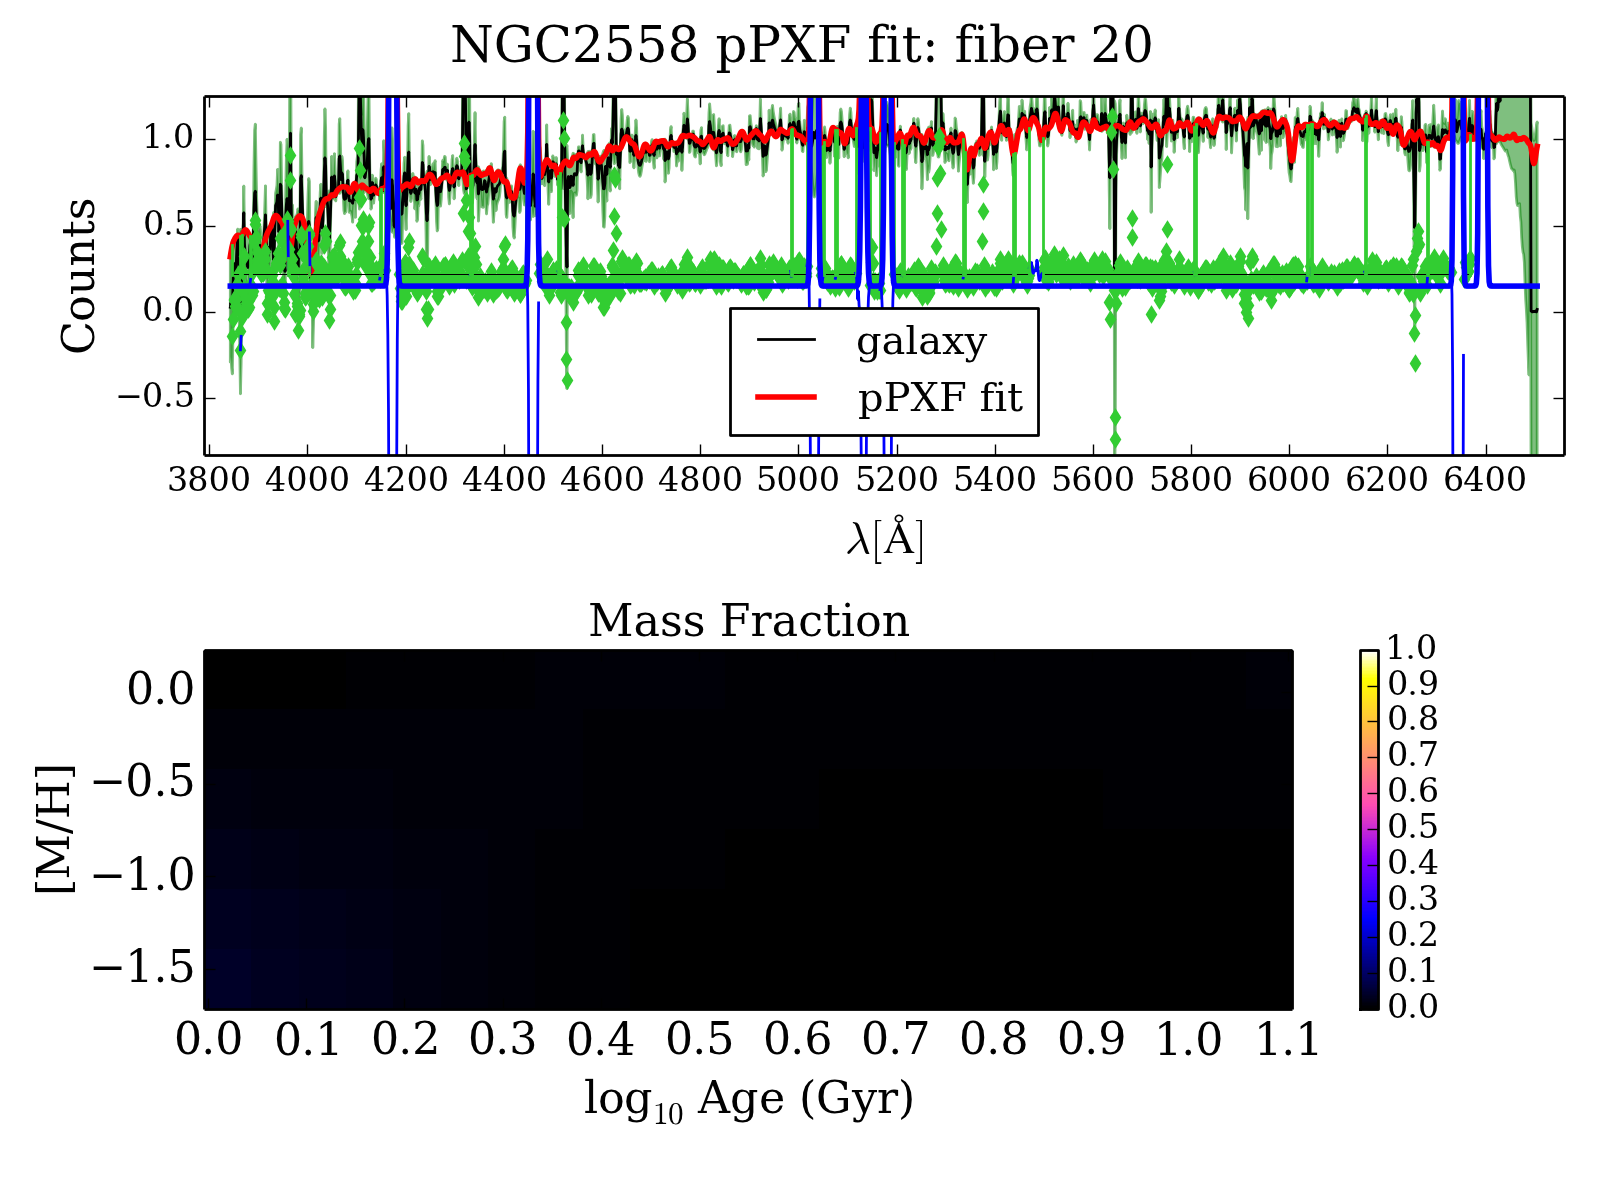 NGC2558 pPXF fit: fiber 20
Counts
1.0
0.5
0.0
−0.5
galaxy
pPXF fit
3800 4000 4200 4400 4600 4800 5000 5200 5400 5600 5800 6000 6200 6400
λ[Å]
Mass Fraction
[M/H]
0.0
−0.5
−1.0
−1.5
0.0 0.1 0.2 0.3 0.4 0.5 0.6 0.7 0.8 0.9 1.0 1.1
log₁₀ Age (Gyr)
1.0
0.9
0.8
0.7
0.6
0.5
0.4
0.3
0.2
0.1
0.0